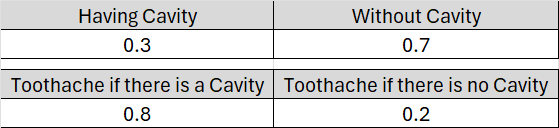 Having Cavity Without Cavity
0.3 0.7
Toothache if there is a Cavity Toothache if there is no Cavity
0.8 0.2